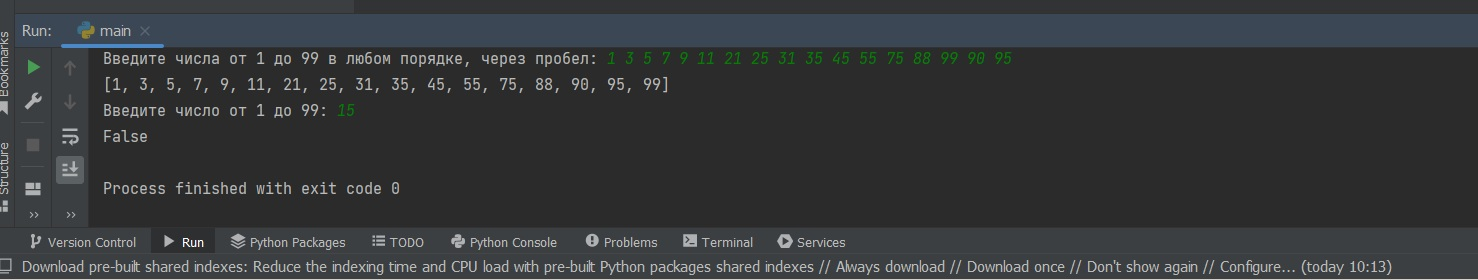 Run: main
Bookmarks
Введите числа от 1 до 99 в любом порядке, через пробел: 1 3 5 7 9 11 21 25 31 35 45 55 75 88 99 90 95
[1, 3, 5, 7, 9, 11, 21, 25, 31, 35, 45, 55, 75, 88, 90, 95, 99]
Введите число от 1 до 99: 15
False
Structure
Process finished with exit code 0
Version Control Run Python Packages TODO Python Console Problems Terminal Services
Download pre-built shared indexes: Reduce the indexing time and CPU load with pre-built Python packages shared indexes // Always download // Download once // Don't show again // Configure... (today 10:13)